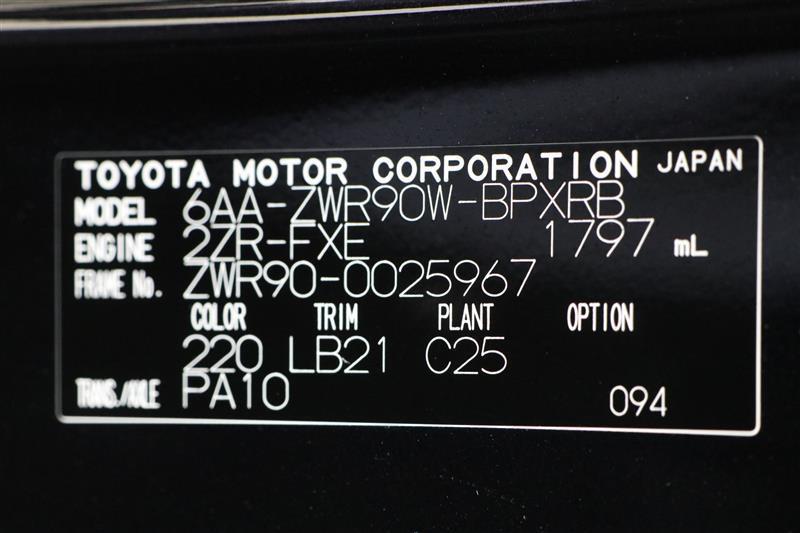 TOYOTA MOTOR CORPORATION JAPAN
MODEL 6AA-ZWR90W-BPXRB
ENGINE 2ZR-FXE 1797 mL
FRAME No. ZWR90-0025967
COLOR TRIM PLANT OPTION
220 LB21 C25
TRANS./AXLE PA10 094